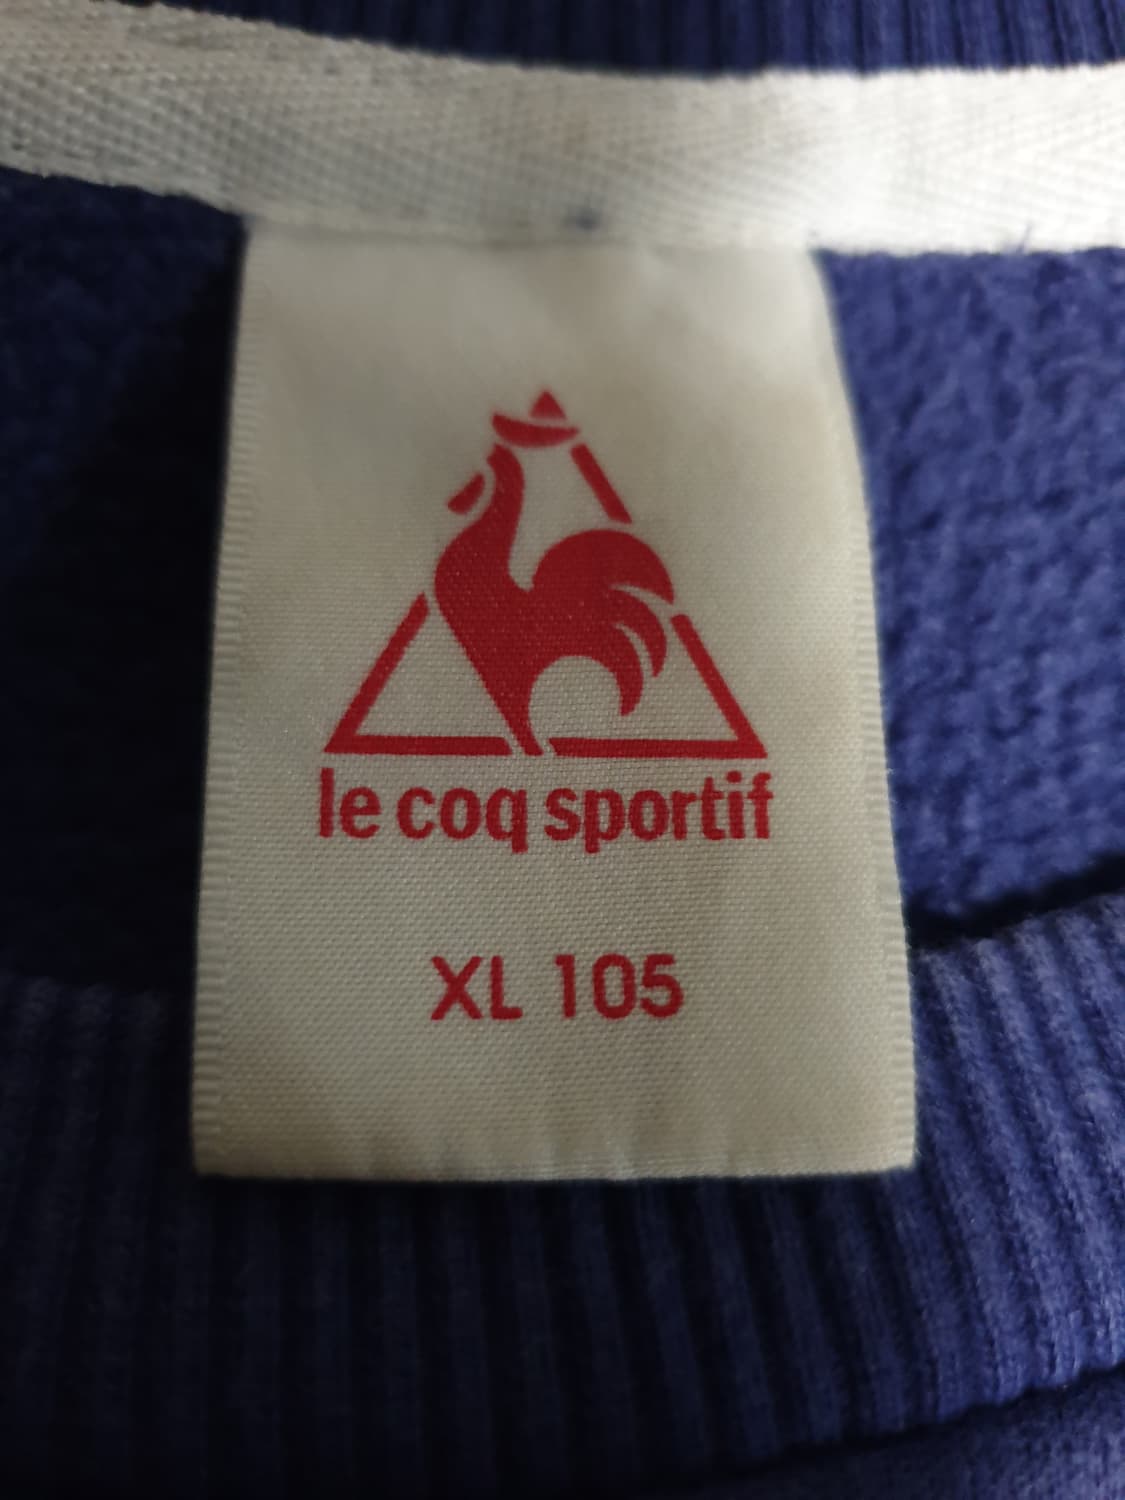 le coq sportif
XL 105